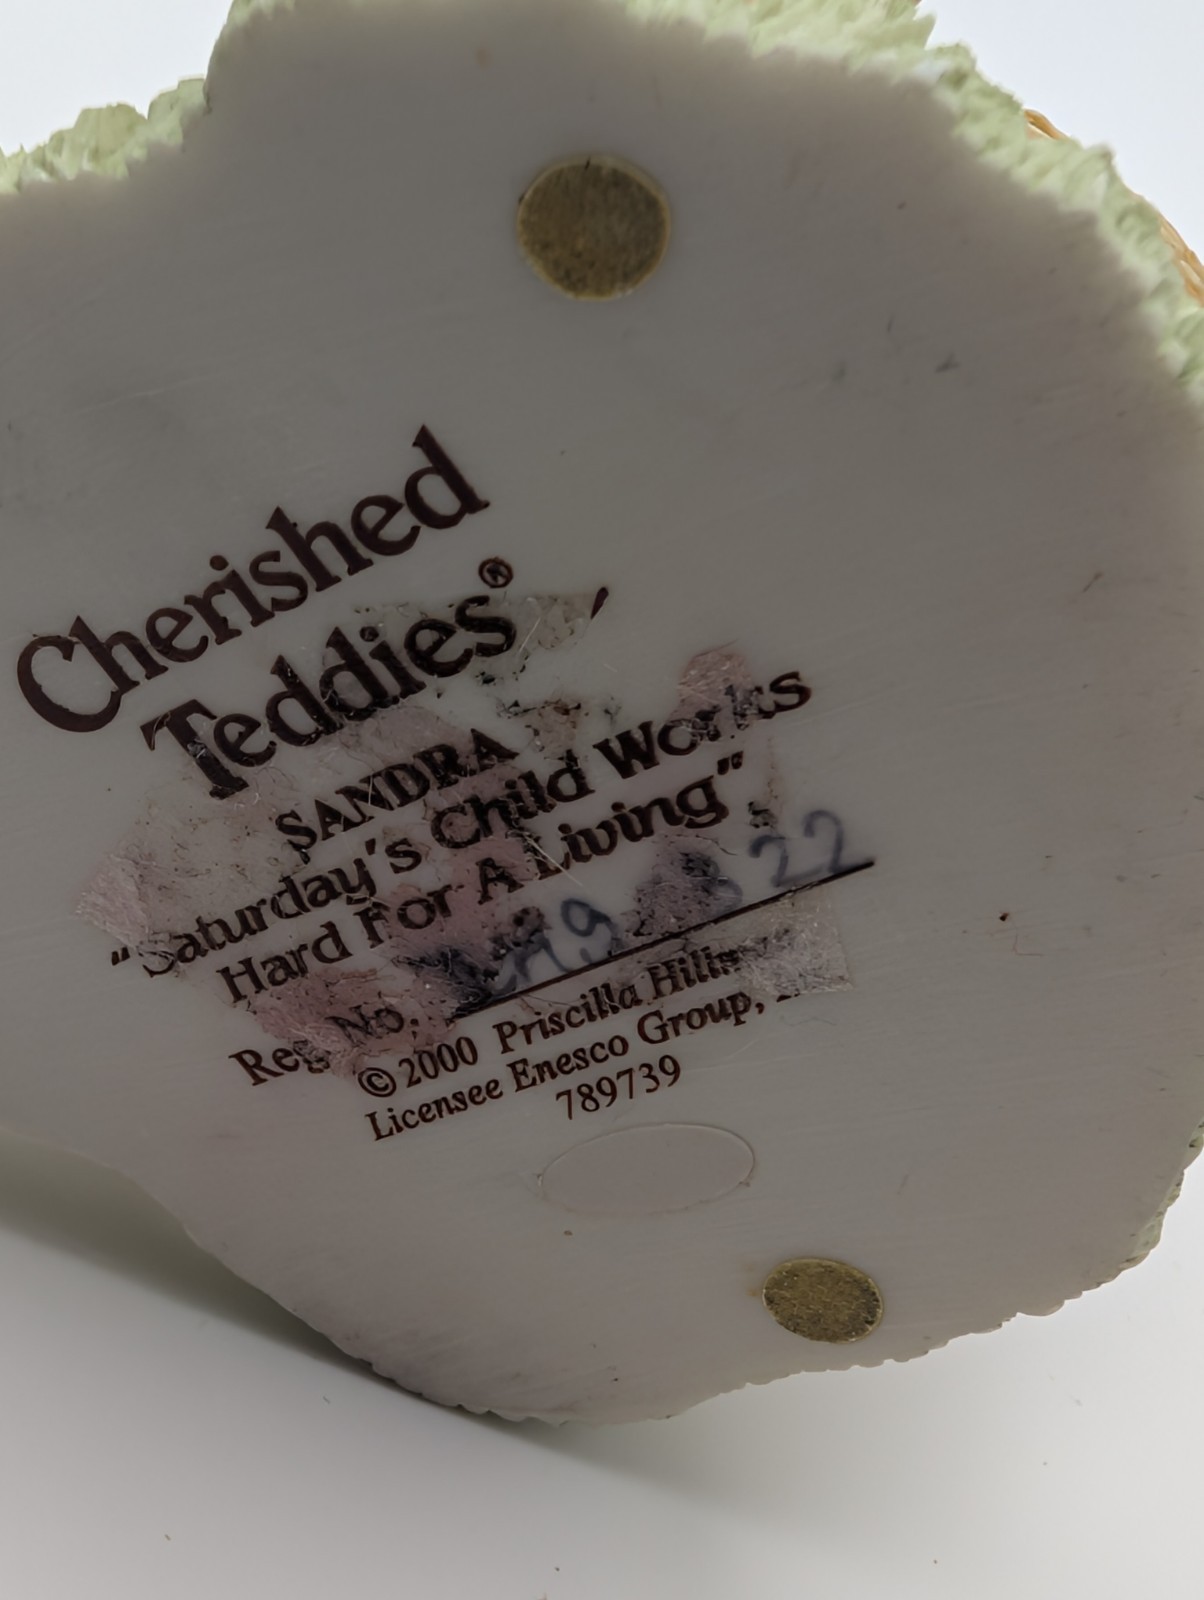 Cherished
Teddies®
SANDRA
"Saturday's Child Works
Hard For A Living"
Reg. No.
© 2000 Priscilla Hillman
Licensee Enesco Group,
789739